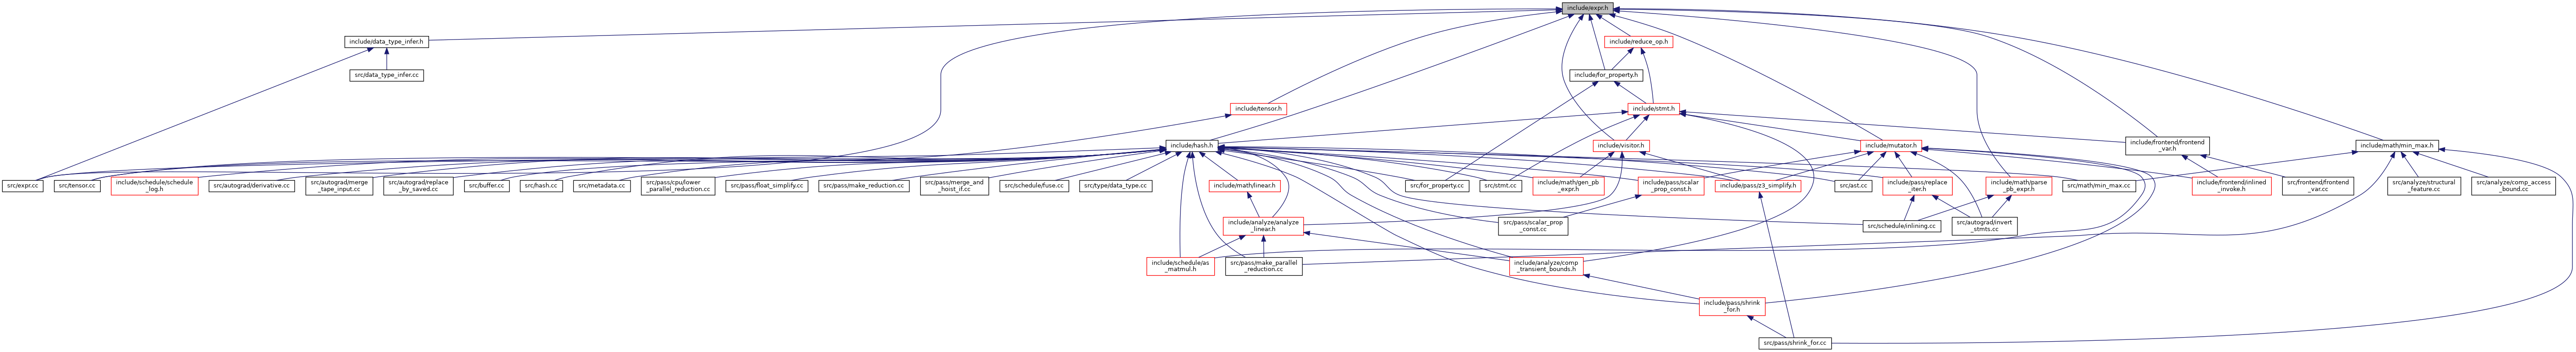 include/expr.h
include/data_type_infer.h
include/reduce_op.h
src/data_type_infer.cc
include/for_property.h
include/tensor.h
include/stmt.h
include/hash.h
include/visitor.h
include/mutator.h
include/frontend/frontend
_var.h
include/math/min_max.h
src/expr.cc
src/tensor.cc
include/schedule/schedule
_log.h
src/autograd/derivative.cc
src/autograd/merge
_tape_input.cc
src/autograd/replace
_by_saved.cc
src/buffer.cc
src/hash.cc
src/metadata.cc
src/pass/cpu/lower
_parallel_reduction.cc
src/pass/float_simplify.cc
src/pass/make_reduction.cc
src/pass/merge_and
_hoist_if.cc
src/schedule/fuse.cc
src/type/data_type.cc
include/math/linear.h
src/for_property.cc
src/stmt.cc
include/math/gen_pb
_expr.h
include/pass/scalar
_prop_const.h
include/pass/z3_simplify.h
src/ast.cc
include/pass/replace
_iter.h
include/math/parse
_pb_expr.h
src/math/min_max.cc
include/frontend/inlined
_invoke.h
src/frontend/frontend
_var.cc
src/analyze/structural
_feature.cc
src/analyze/comp_access
_bound.cc
include/analyze/analyze
_linear.h
src/pass/scalar_prop
_const.cc
src/schedule/inlining.cc
src/autograd/invert
_stmts.cc
include/schedule/as
_matmul.h
src/pass/make_parallel
_reduction.cc
include/analyze/comp
_transient_bounds.h
include/pass/shrink
_for.h
src/pass/shrink_for.cc